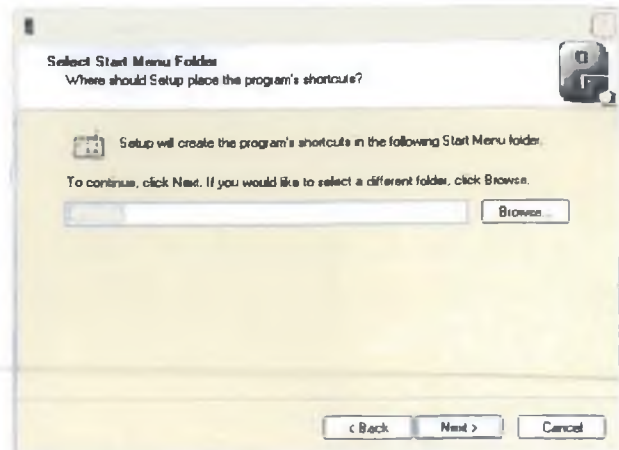 Select Start Menu Folder
Where should Setup place the program's shortcuts?
Setup will create the program's shortcuts in the following Start Menu folder.
To continue, click Next. If you would like to select a different folder, click Browse.
Browse...
< Back
Next >
Cancel